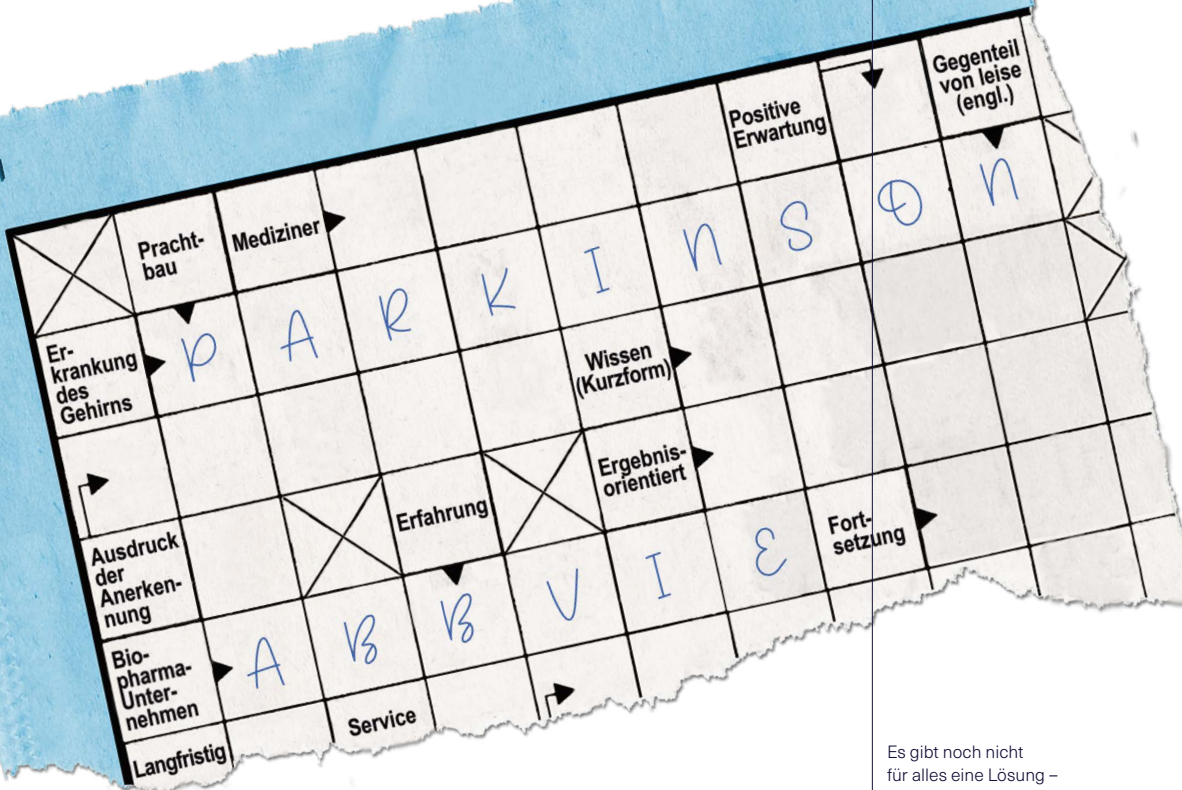 Gegenteil
von leise
(engl.)
Positive
Erwartung
Mediziner
Pracht-
bau
Er-
krankung
des
Gehirns
P A R K I N S O N
Wissen
(Kurzform)
Ergebnis-
orientiert
Erfahrung
Ausdruck
der
Anerken-
nung
Fort-
setzung
Bio-
pharma-
Unter-
nehmen
A B B V I E
Service
Langfristig
Es gibt noch nicht
für alles eine Lösung –